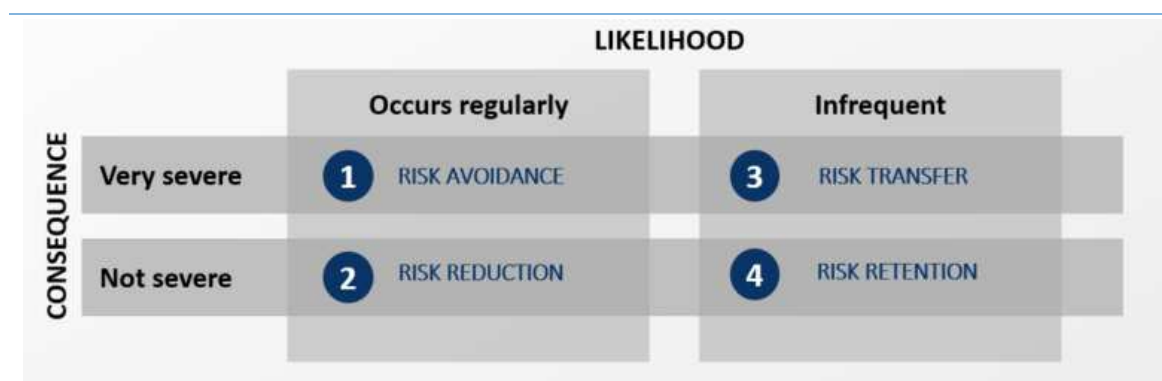 LIKELIHOOD
Occurs regularly Infrequent
CONSEQUENCE
Very severe 1 RISK AVOIDANCE 3 RISK TRANSFER
Not severe 2 RISK REDUCTION 4 RISK RETENTION